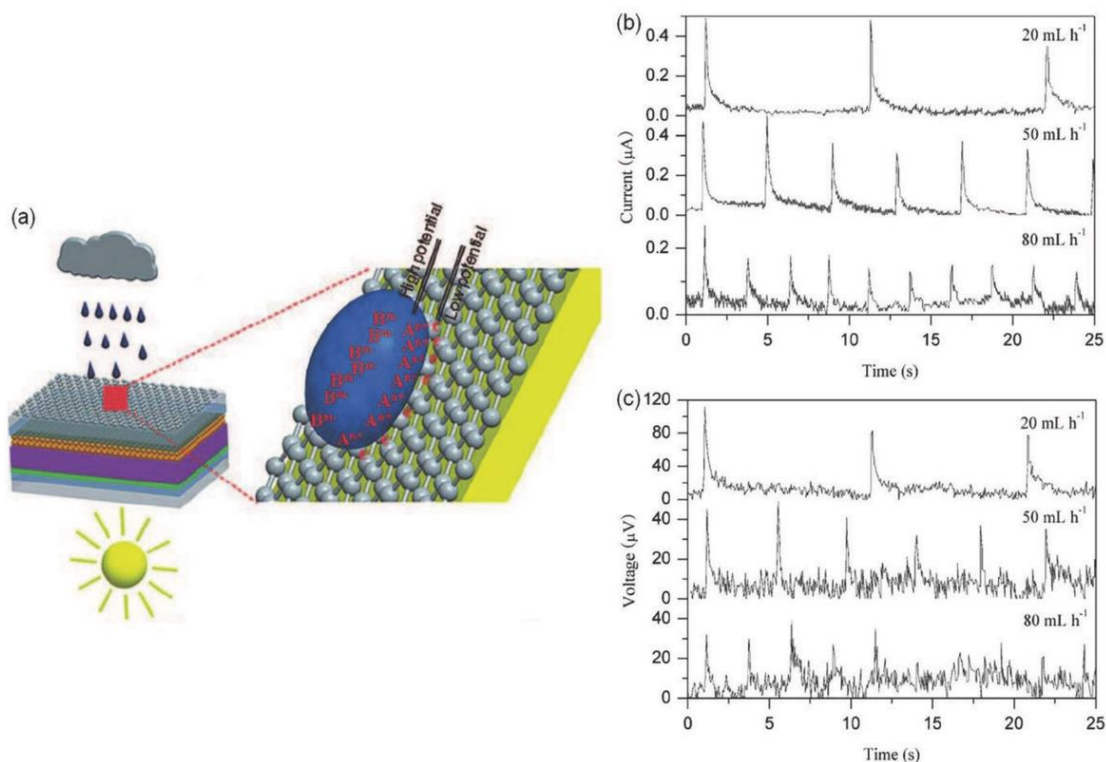 (a)
High potential
Low potential
(b)
20 mL h⁻¹
50 mL h⁻¹
80 mL h⁻¹
0.4
0.2
0.0
0.4
0.2
0.0
0.2
0.0
Current (μA)
0 5 10 15 20 25
Time (s)
(c)
20 mL h⁻¹
50 mL h⁻¹
80 mL h⁻¹
120
80
40
0
40
20
0
40
20
0
Voltage (μV)
0 5 10 15 20 25
Time (s)